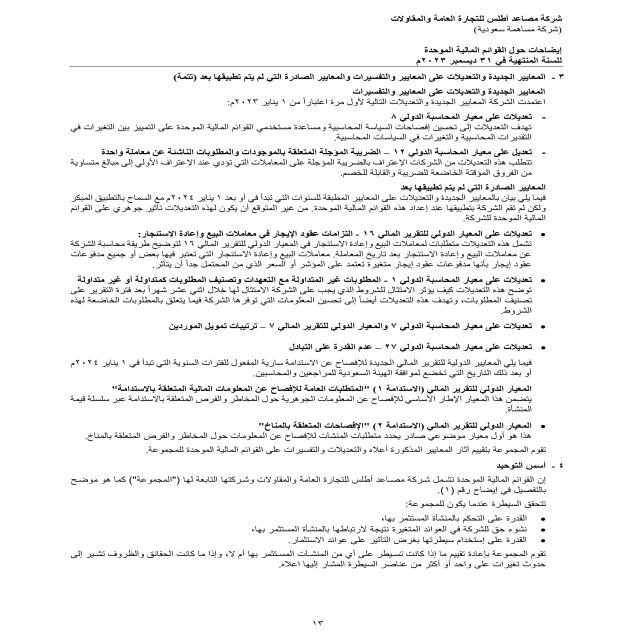 شركة مصاعد أطلس للتجارة العامة والمقاولات
(شركة مساهمة سعودية)
إيضاحات حول القوائم المالية الموحدة
للسنة المنتهية في ٣١ ديسمبر ٢٠٢٣م
٣ - المعايير الجديدة والتعديلات على المعايير والتفسيرات والمعايير الصادرة التي لم يتم تطبيقها بعد (تتمة)
المعايير الجديدة والتعديلات على المعايير والتفسيرات
اعتمدت الشركة المعايير الجديدة والتعديلات التالية لأول مرة اعتباراً من ١ يناير ٢٠٢٣م:
- تعديلات على معيار المحاسبة الدولي ٨
تهدف التعديلات إلى تحسين إفصاحات السياسة المحاسبية ومساعدة مستخدمي القوائم المالية الموحدة على التمييز بين التغيرات في
التقديرات المحاسبية والتغيرات في السياسات المحاسبية.
- تعديل على معيار المحاسبة الدولي ١٢ – الضريبية المؤجلة المتعلقة بالموجودات والمطلوبات الناشئة عن معاملة واحدة
تتطلب هذه التعديلات من الشركات الإعتراف بالضريبة المؤجلة على المعاملات التي تؤدي عند الإعتراف الأولي إلى مبالغ متساوية
من الفروق المؤقتة الخاضعة للضريبة والقابلة للخصم.
المعايير الصادرة التي لم يتم تطبيقها بعد
فيما يلي بيان بالمعايير الجديدة والتعديلات على المعايير المطبقة للسنوات التي تبدأ في أو بعد ١ يناير ٢٠٢٤م مع السماح بالتطبيق المبكر
ولكن لم تقم الشركة بتطبيقها عند إعداد هذه القوائم المالية الموحدة. من غير المتوقع أن يكون لهذه التعديلات تأثير جوهري على القوائم
المالية الموحدة للشركة.
• تعديلات على المعيار الدولي للتقرير المالي ١٦ - التزامات عقود الإيجار في معاملات البيع وإعادة الاستنجار:
تشمل هذه التعديلات متطلبات لمعاملات البيع وإعادة الاستنجار في المعيار الدولي للتقرير المالي ١٦ لتوضيح طريقة محاسبة الشركة
عن معاملات البيع وإعادة الاستنجار بعد تاريخ المعاملة. معاملات البيع وإعادة الاستنجار التي تعتبر فيها بعض أو جميع مدفوعات
عقود إيجار بأنها مدفوعات عقود إيجار متغيرة تعتمد على المؤشر أو السعر الذي من المحتمل جداً أن يتأثر.
• تعديلات على معيار المحاسبة الدولي ١ - المطلوبات غير المتداولة مع التعهدات وتصنيف المطلوبات كمتداولة أو غير متداولة
توضح هذه التعديلات كيف يؤثر الامتثال للشروط الذي يجب على الشركة الامتثال لها خلال اثني عشر شهراً بعد فترة التقرير على
تصنيف المطلوبات، وتهدف هذه التعديلات أيضاً إلى تحسين المعلومات التي توفرها الشركة فيما يتعلق بالمطلوبات الخاضعة لهذه
الشروط.
• تعديلات على معيار المحاسبة الدولي ٧ والمعيار الدولي للتقرير المالي ٧ – ترتيبات تمويل الموردين
• تعديلات على معيار المحاسبة الدولي ٢٧ – عدم القدرة على التبادل
فيما يلي المعايير الدولية للتقرير المالي الجديدة للإفصاح عن الاستدامة سارية المفعول للفترات السنوية التي تبدأ في ١ يناير ٢٠٢٤م
أو بعد ذلك التاريخ التي تخضع لموافقة الهيئة السعودية للمراجعين والمحاسبين.
• المعيار الدولي للتقرير المالي (الاستدامة ١) "المتطلبات العامة للإفصاح عن المعلومات المالية المتعلقة بالاستدامة"
يتضمن هذا المعيار الإطار الأساسي للإفصاح عن المعلومات الجوهرية حول المخاطر والفرص المتعلقة بالاستدامة عبر سلسلة قيمة
المنشأة.
• المعيار الدولي للتقرير المالي (الاستدامة ٢) "الإفصاحات المتعلقة بالمناخ"
هذا هو أول معيار موضوعي صادر يحدد متطلبات المنشآت للإفصاح عن المعلومات حول المخاطر والفرص المتعلقة بالمناخ.
تقوم المجموعة بتقييم أثار المعايير المذكورة أعلاه والتعديلات والتفسيرات على القوائم المالية الموحدة للمجموعة.
٤ - أسس التوحيد
إن القوائم المالية الموحدة تشمل شركة مصاعد أطلس للتجارة العامة والمقاولات وشركتها التابعة لها ("المجموعة") كما هو موضح
بالتفصيل في إيضاح رقم (١).
تتحقق السيطرة عندما يكون للمجموعة:
• القدرة على التحكم بالمنشأة المستثمر بها،
• نشوء حق للشركة في العوائد المتغيرة نتيجة لارتباطها بالمنشأة المستثمر بها،
• القدرة على إستخدام سيطرتها بغرض التأثير على عوائد الاستثمار.
تقوم المجموعة بإعادة تقييم ما إذا كانت تسيطر على أي من المنشآت المستثمر بها أم لا، وإذا ما كانت الحقائق والظروف تشير إلى
حدوث تغيرات على واحد أو أكثر من عناصر السيطرة المشار إليها اعلاه.
١٣